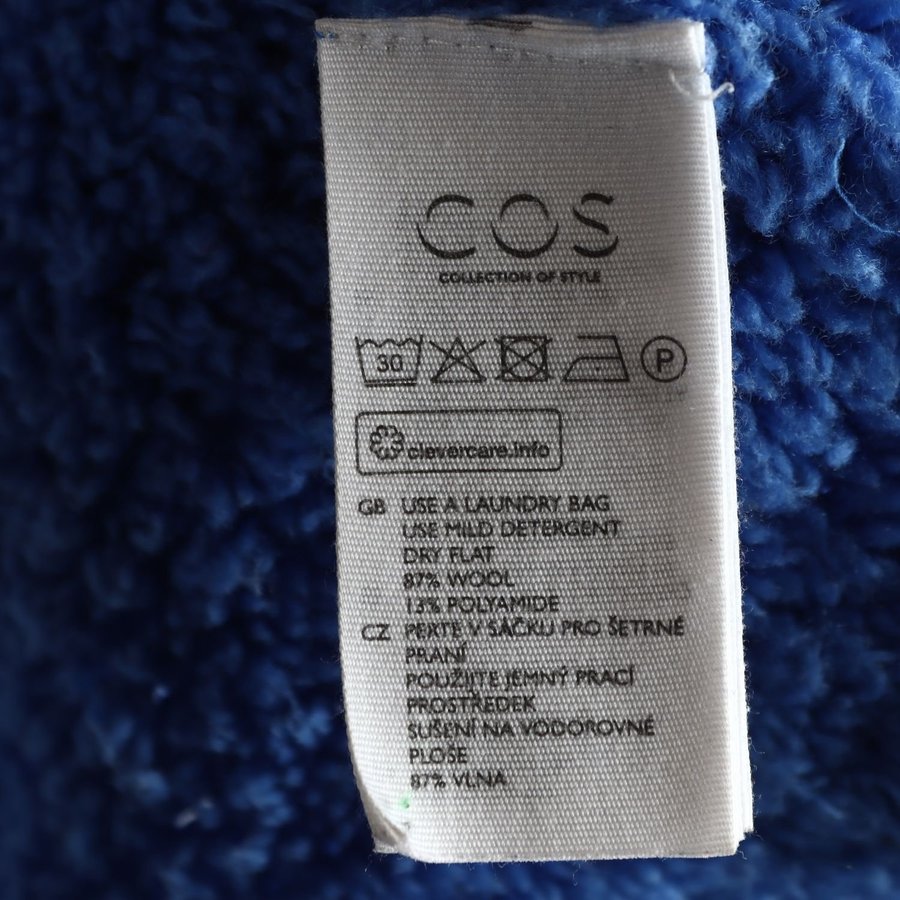 COS
COLLECTION OF STYLE
30 P
clevercare.info
GB USE A LAUNDRY BAG
USE MILD DETERGENT
DRY FLAT
87% WOOL
13% POLYAMIDE
CZ PERTE V SÁČKU PRO ŠETRNÉ
PRANÍ
POUŽIJTE JEMNÝ PRACÍ
PROSTŘEDEK
SUŠENÍ NA VODOROVNÉ
PLOŠE
87% VLNA